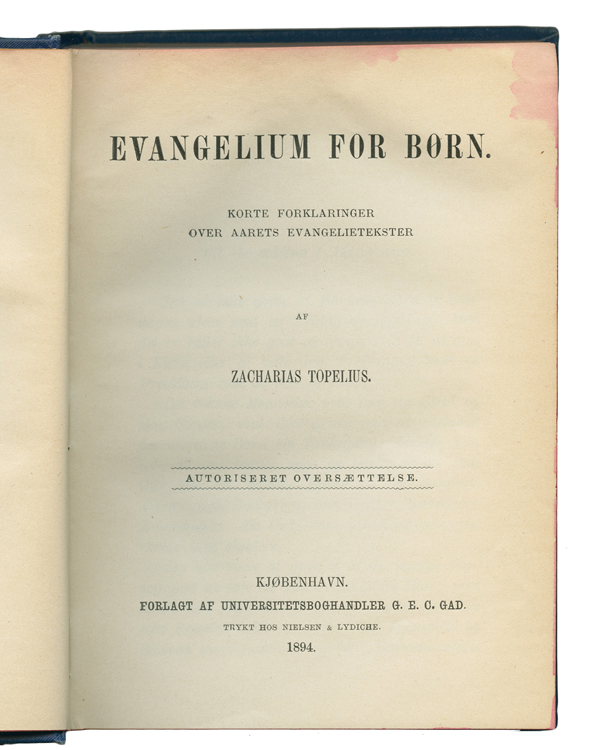 EVANGELIUM FOR BØRN.
KORTE FORKLARINGER
OVER AARETS EVANGELIETEKSTER
AF
ZACHARIAS TOPELIUS.
AUTORISERET OVERSÆTTELSE.
KJØBENHAVN.
FORLAGT AF UNIVERSITETSBOGHANDLER G. E. C. GAD.
TRYKT HOS NIELSEN & LYDICHE.
1894.